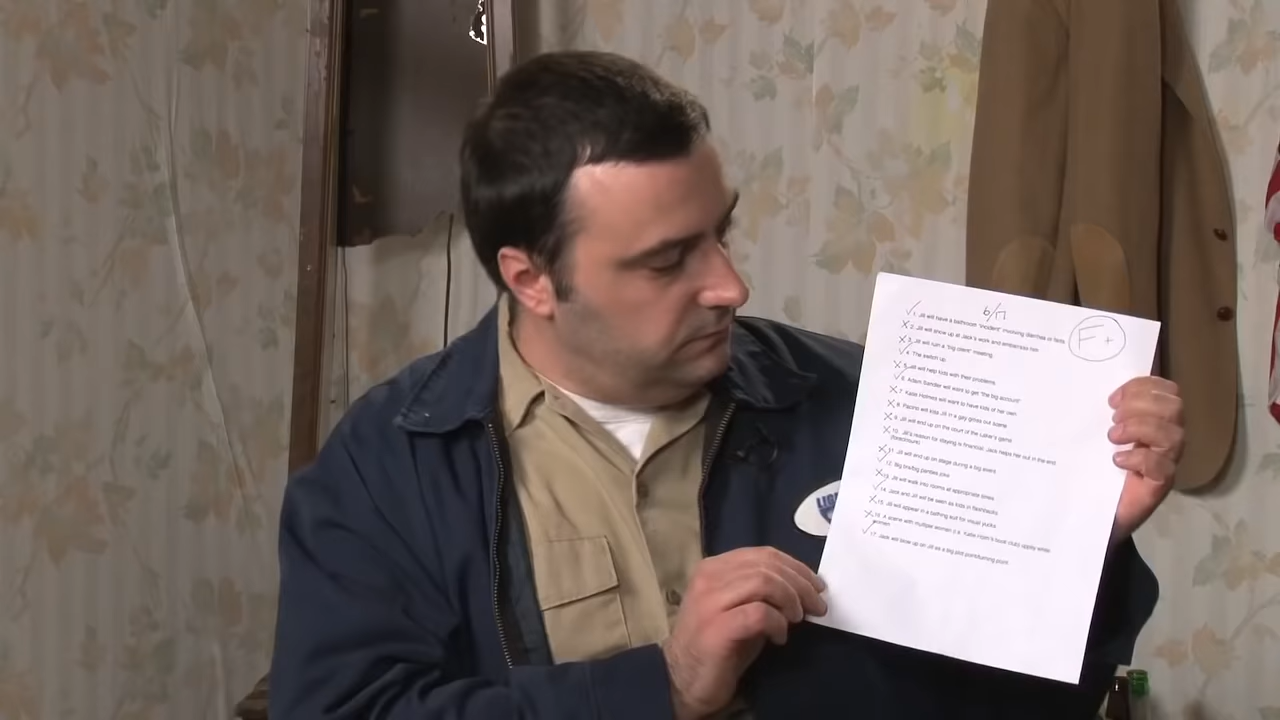 6/17
F+
1. Jill will have a bathroom "incident" involving diarrhea or farts
2. Jill will show up at Jack's work and embarrass him
3. Jill will ruin a "big client" meeting.
4. The switch up
5. Jill will help kids with their problems.
6. Adam Sandler will want to get "the big account"
7. Katie Holmes will want to have kids of her own.
8. Pacino will kiss Jill in a gay gross out scene
9. Jill will end up on the court of the Laker's game
10. Jill's reason for staying is financial. Jack helps her out in the end.
(foreclosure)
11. Jill will end up on stage during a big event
12. Big bra/big panties joke
13. Jill will walk into rooms at appropriate times
14. Jack and Jill will be seen as kids in flashbacks
15. Jill will appear in a bathing suit for visual yucks
16. A scene with multiple women (i.e. Katie Holm's book club) uppity white
women
17. Jack will blow up on Jill as a big plot point/turning point